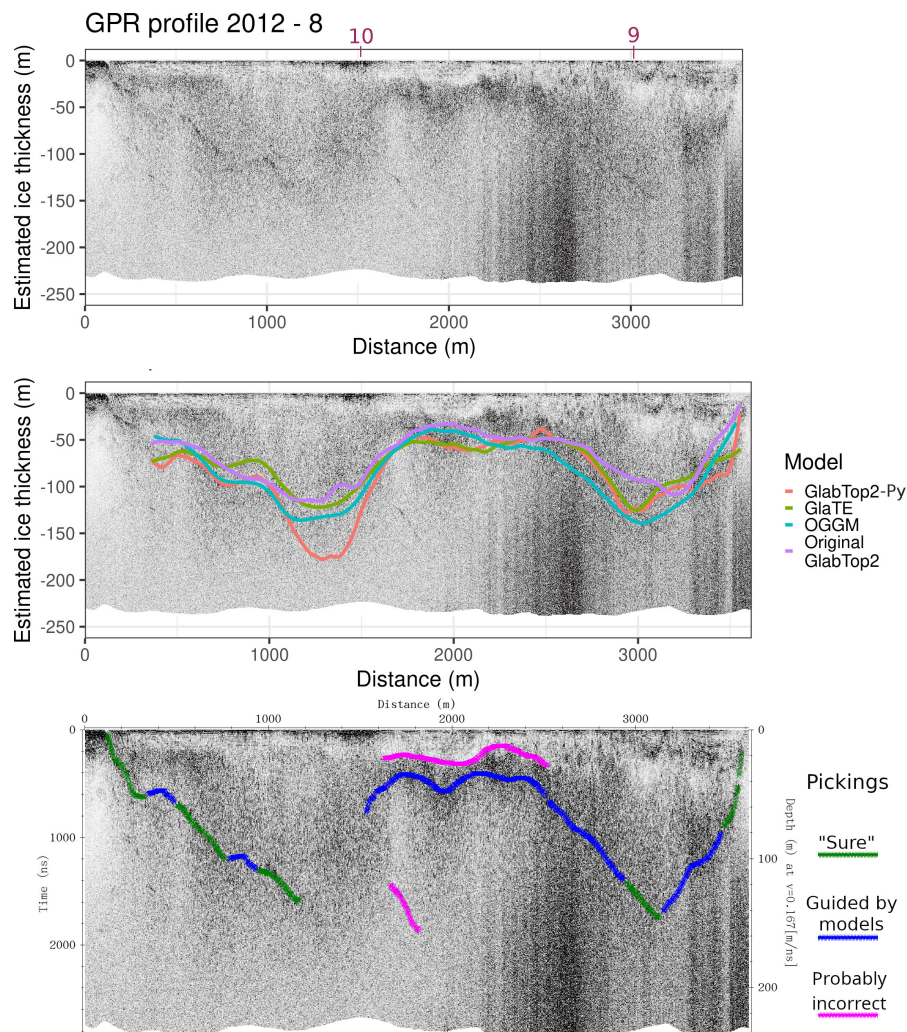 GPR profile 2012 - 8
10
9
Estimated ice thickness (m)
0
-50
-100
-150
-200
-250
0
1000
2000
3000
Distance (m)
Estimated ice thickness (m)
0
-50
-100
-150
-200
-250
0
1000
2000
3000
Distance (m)
Model
GlabTop2-Py
GlaTE
OGGM
Original
GlabTop2
Distance (m)
0
1000
2000
3000
Time (ns)
0
1000
2000
0
100
200
Depth (m) at v=0.167[m/ns]
Pickings
"Sure"
Guided by
models
Probably
incorrect